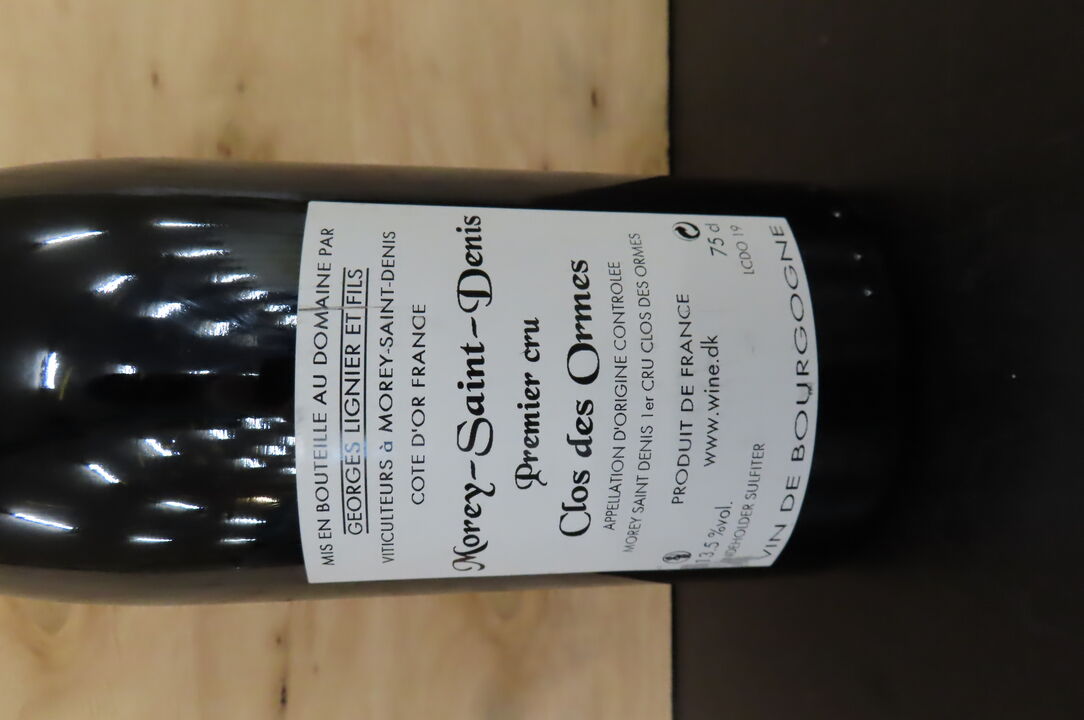 MIS EN BOUTEILLE AU DOMAINE PAR
GEORGES LIGNIER ET FILS
VITICULTEURS à MOREY-SAINT-DENIS
COTE D'OR FRANCE
Morey-Saint-Denis
Premier cru
Clos des Ormes
APPELLATION D'ORIGINE CONTROLEE
MOREY SAINT DENIS 1er CRU CLOS DES ORMES
PRODUIT DE FRANCE
13.5 %vol. www.wine.dk 75 cl
INDEHOLDER SULFITER LCDO 19
VIN DE BOURGOGNE